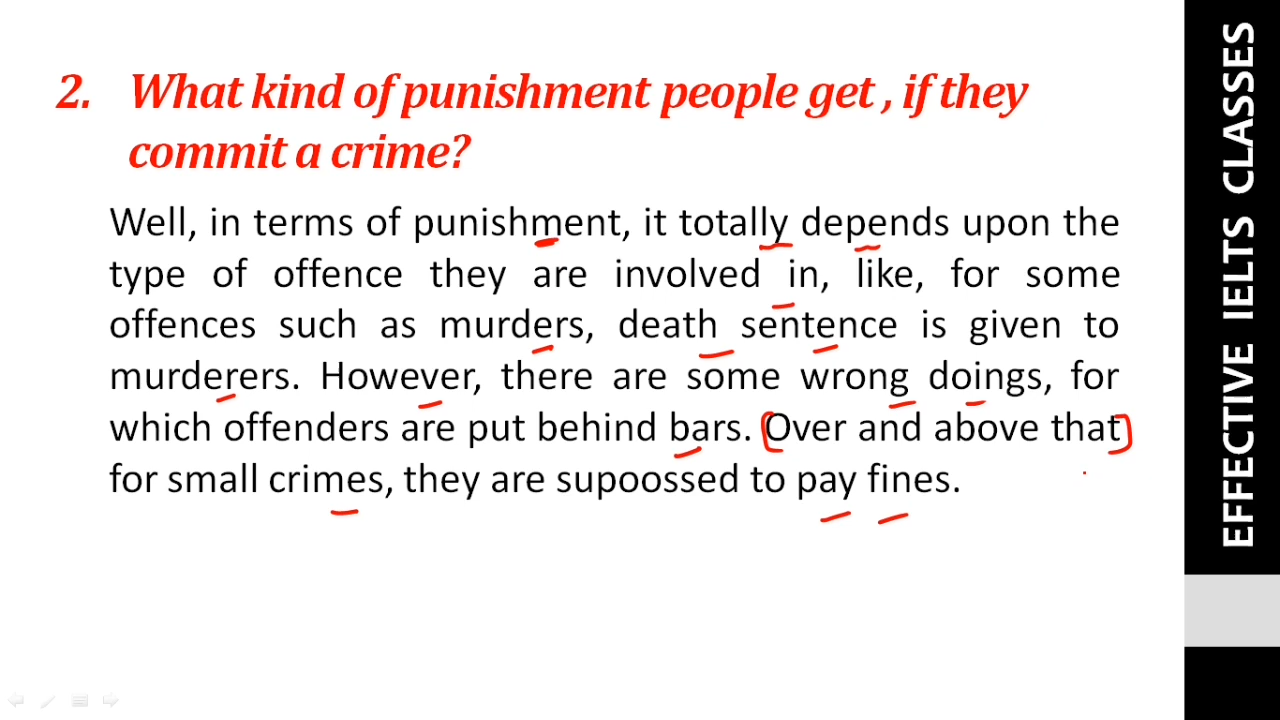 2. What kind of punishment people get , if they
commit a crime?
Well, in terms of punishment, it totally depends upon the
type of offence they are involved in, like, for some
offences such as murders, death sentence is given to
murderers. However, there are some wrong doings, for
which offenders are put behind bars. Over and above that
for small crimes, they are supoossed to pay fines.
EFFECTIVE IELTS CLASSES